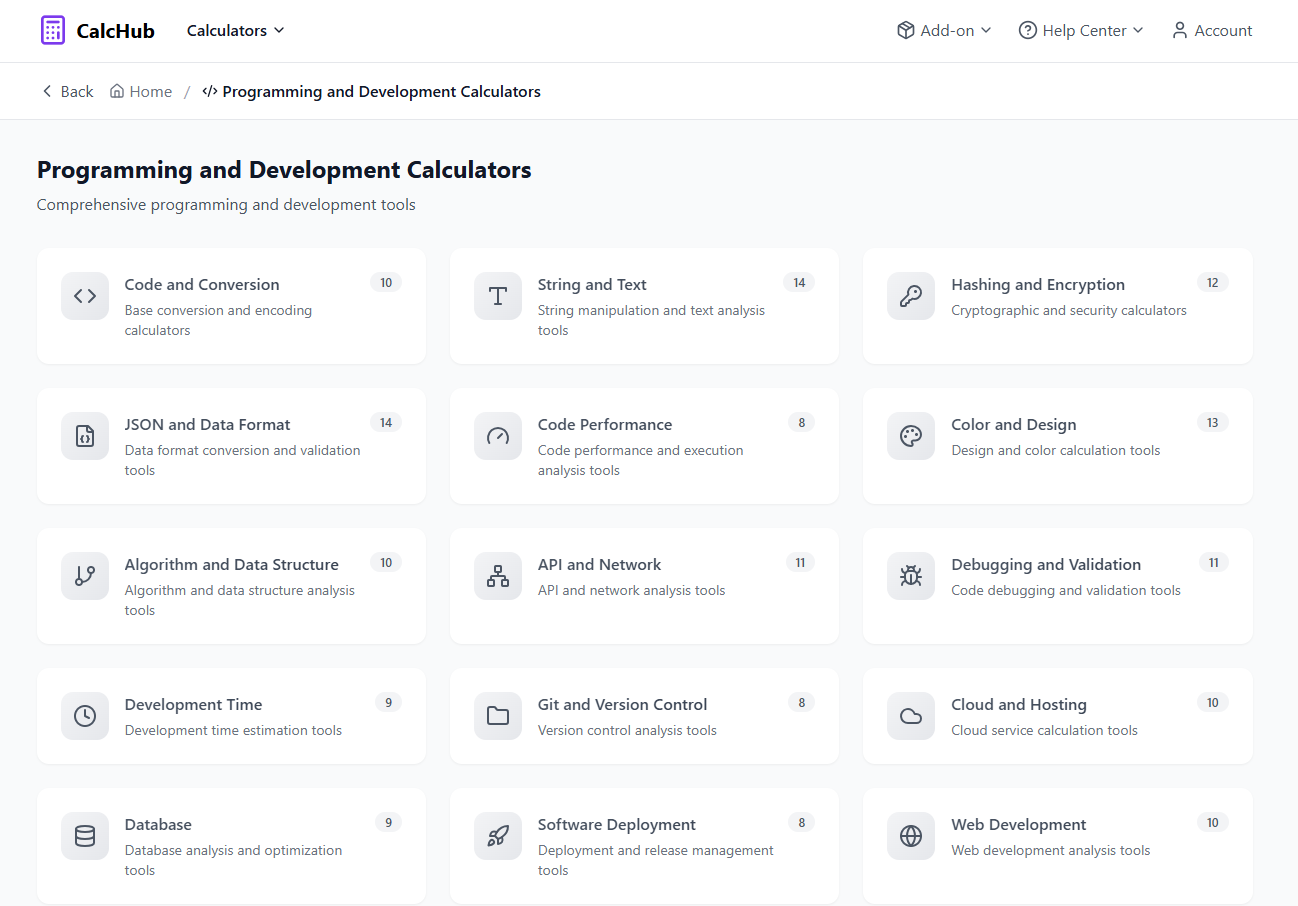 CalcHub
Calculators
Add-on
Help Center
Account
Back
Home
/
Programming and Development Calculators
Programming and Development Calculators
Comprehensive programming and development tools
Code and Conversion
10
Base conversion and encoding
calculators
String and Text
14
String manipulation and text analysis
tools
Hashing and Encryption
12
Cryptographic and security calculators
JSON and Data Format
14
Data format conversion and validation
tools
Code Performance
8
Code performance and execution
analysis tools
Color and Design
13
Design and color calculation tools
Algorithm and Data Structure
10
Algorithm and data structure analysis
tools
API and Network
11
API and network analysis tools
Debugging and Validation
11
Code debugging and validation tools
Development Time
9
Development time estimation tools
Git and Version Control
8
Version control analysis tools
Cloud and Hosting
10
Cloud service calculation tools
Database
9
Database analysis and optimization
tools
Software Deployment
8
Deployment and release management
tools
Web Development
10
Web development analysis tools